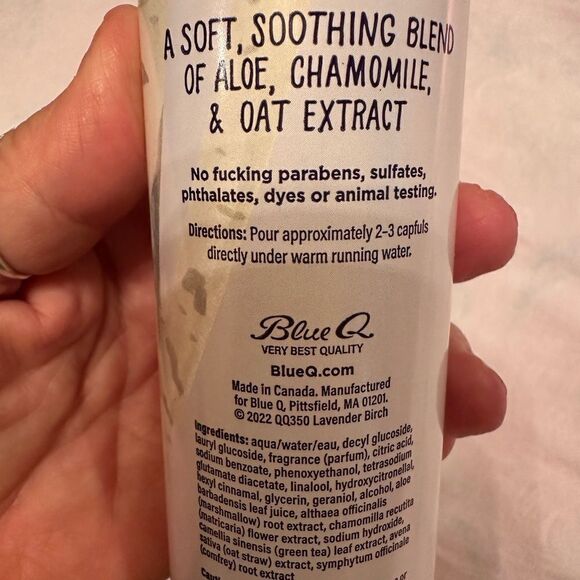 A SOFT, SOOTHING BLEND
OF ALOE, CHAMOMILE,
& OAT EXTRACT
No fucking parabens, sulfates,
phthalates, dyes or animal testing.
Directions: Pour approximately 2–3 capfuls
directly under warm running water.
Blue Q
VERY BEST QUALITY
BlueQ.com
Made in Canada. Manufactured
for Blue Q, Pittsfield, MA 01201.
© 2022 QQ350 Lavender Birch
Ingredients: aqua/water/eau, decyl glucoside,
lauryl glucoside, fragrance (parfum), citric acid,
sodium benzoate, phenoxyethanol, tetrasodium
glutamate diacetate, linalool, hydroxycitronellal,
hexyl cinnamal, glycerin, geraniol, alcohol, aloe
barbadensis leaf juice, althaea officinalis
(marshmallow) root extract, chamomilla recutita
(matricaria) flower extract, sodium hydroxide,
camellia sinensis (green tea) leaf extract, avena
sativa (oat straw) extract, symphytum officinale
(comfrey) root extract